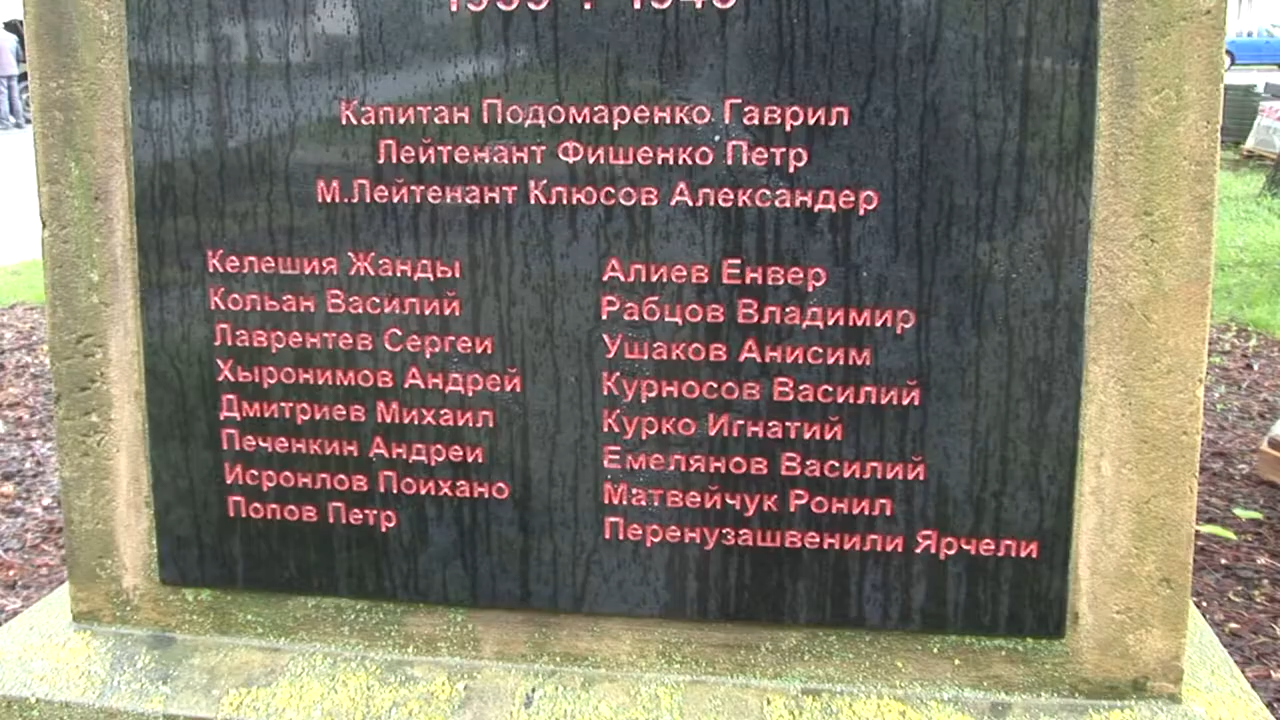 1939 - 1945
Капитан Подомаренко Гаврил
Лейтенант Фишенко Петр
М.Лейтенант Клюсов Александер
Келешия Жанды
Кольан Василий
Лаврентев Сергеи
Хыронимов Андрей
Дмитриев Михаил
Печенкин Андреи
Исронлов Поихано
Попов Петр
Алиев Енвер
Рабцов Владимир
Ушаков Анисим
Курносов Василий
Курко Игнатий
Емелянов Василий
Матвейчук Ронил
Перенузашвенили Ярчели